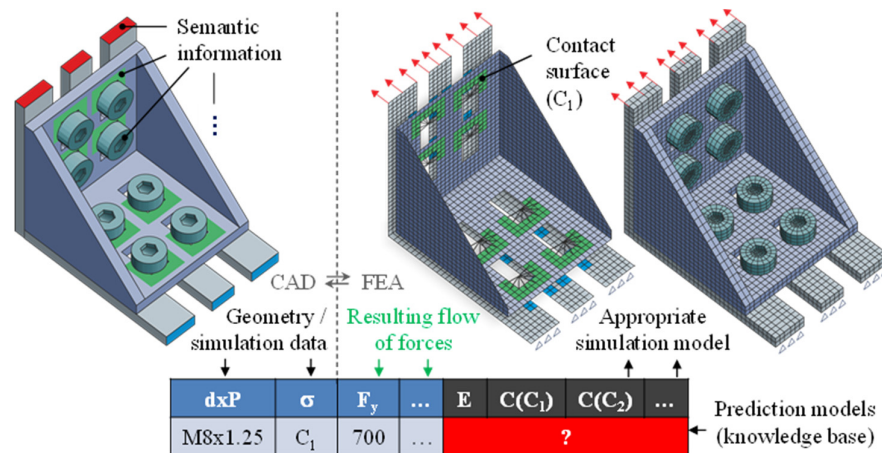 Semantic
information
⋮
Contact
surface
(C₁)
CAD ⇄ FEA
Geometry /
simulation data
Resulting flow
of forces
Appropriate
simulation model
dxP σ Fy ... E C(C₁) C(C₂) ...
M8x1.25 C₁ 700 ... ?
Prediction models
(knowledge base)